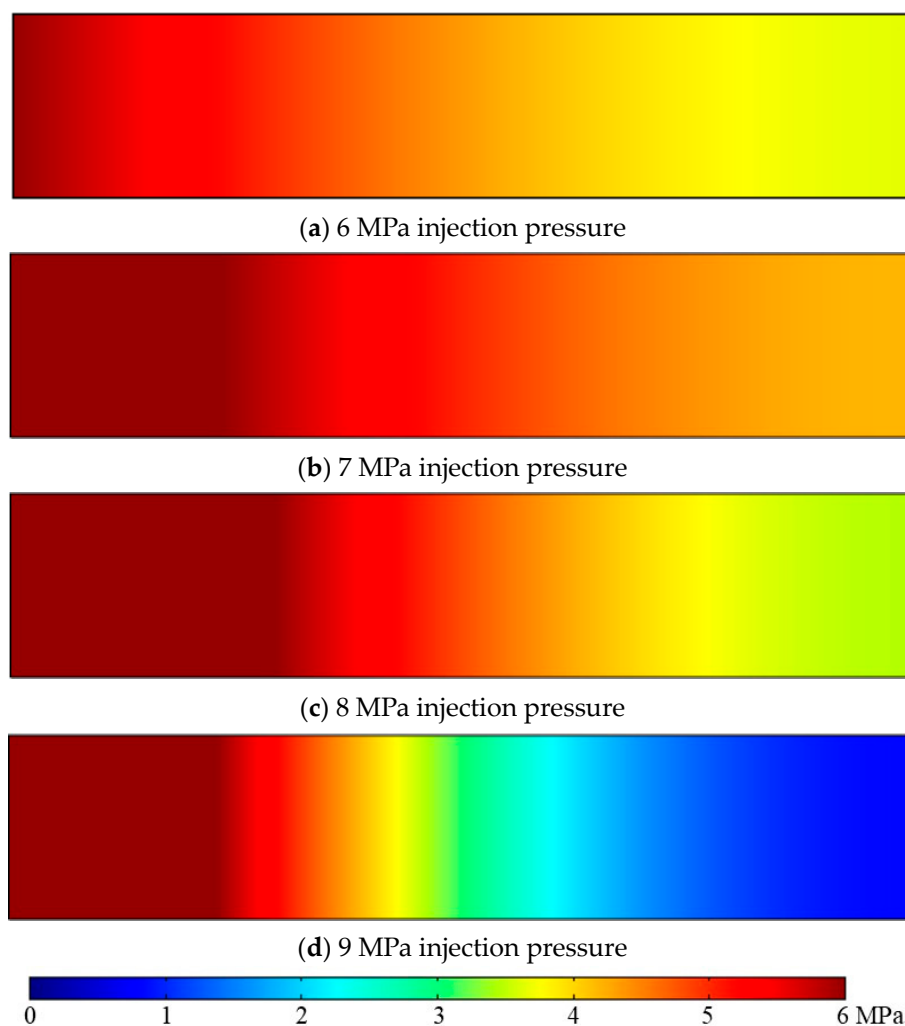 (a) 6 MPa injection pressure
(b) 7 MPa injection pressure
(c) 8 MPa injection pressure
(d) 9 MPa injection pressure
0 1 2 3 4 5 6 MPa